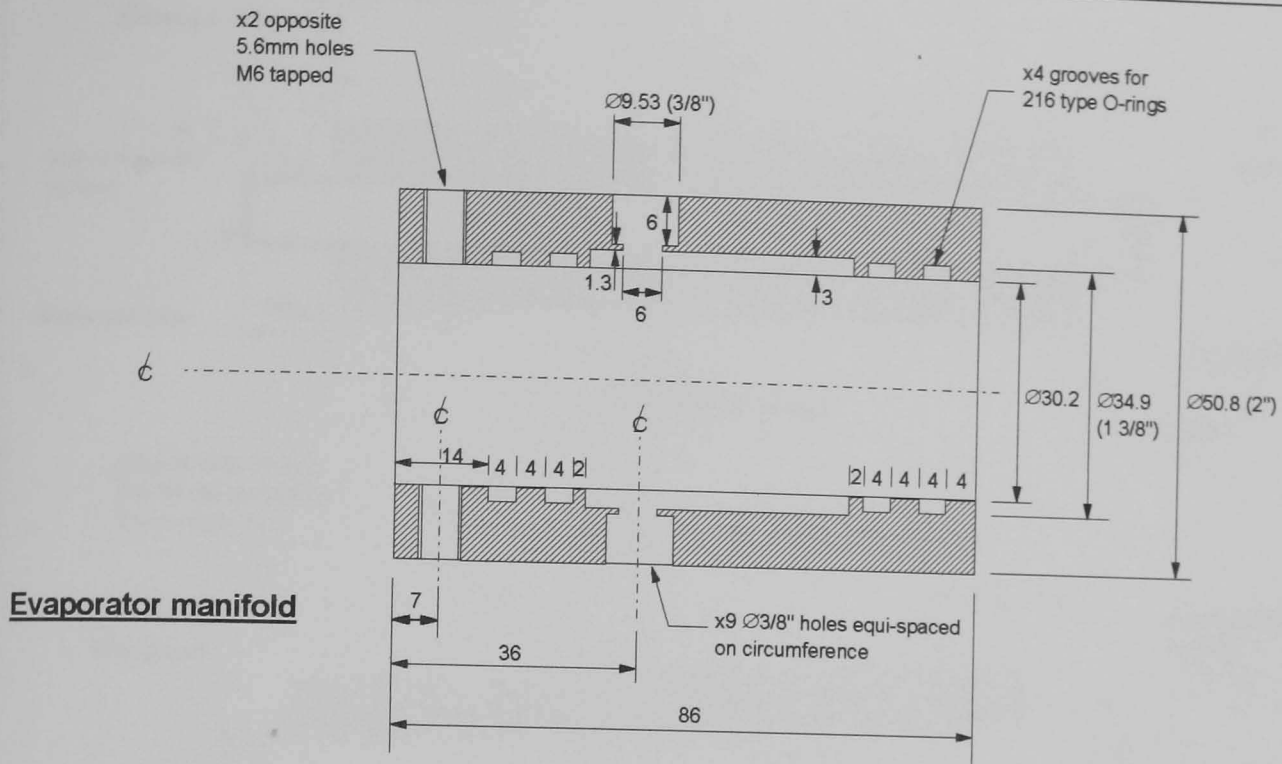 x2 opposite
5.6mm holes
M6 tapped
Ø9.53 (3/8")
x4 grooves for
216 type O-rings
6
1.3
6
3
℄
℄
℄
Ø30.2
Ø34.9
(1 3/8")
Ø50.8 (2")
14 4 4 4 2
2 4 4 4 4
Evaporator manifold
7
x9 Ø3/8" holes equi-spaced
on circumference
36
86